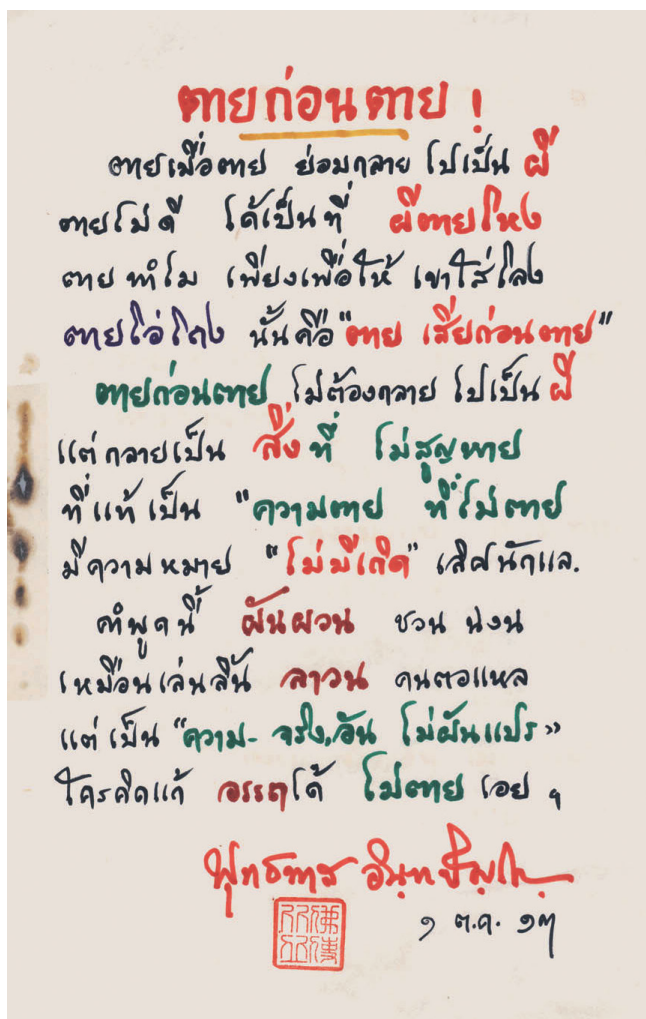 ตายก่อนตาย !
ตายเมื่อตาย ย่อมกลาย ไปเป็น ผี
ตายไม่ดี ได้เป็นที่ ผีตายโหง
ตาย ทำไม เพียงเพื่อให้ เขาใส่โลง
ตายโอ่โถง นั้นคือ "ตาย เสียก่อนตาย"
ตายก่อนตาย ไม่ต้องกลาย ไปเป็น ผี
แต่ กลายเป็น สิ่ง ที่ ไม่สูญหาย
ที่แท้ เป็น "ความตาย ที่ไม่ตาย
มีความหมาย "ไม่มีเกิด" เลิศนักแล.
คำพูดนี้ ผันผวน ชวน ฉงน
เหมือนเล่นลิ้น ลาวน คนตอแหล
แต่ เป็น "ความ- จริง, อัน ไม่ผันแปร"
ใครคิดแก้ อรรถได้ ไม่ตาย เอย ฯ
พุทธทาส อินฺทปญฺโญ
๑ ต.ค. ๑๓